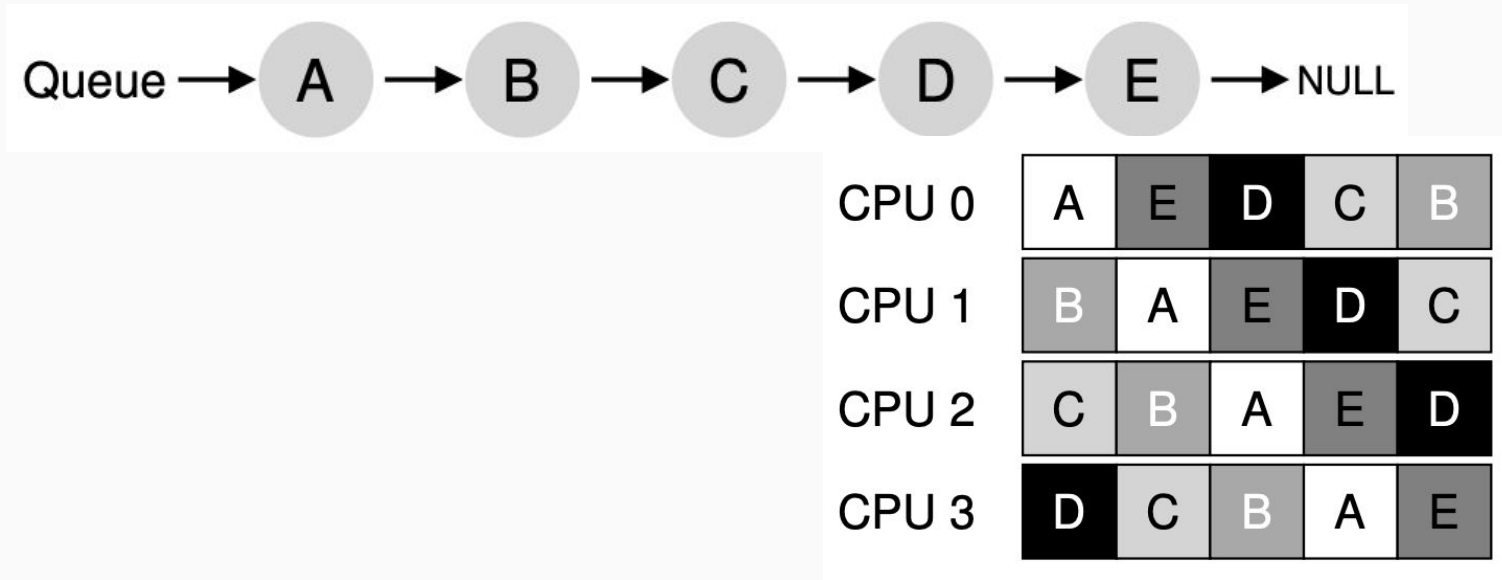 Queue A B C D E NULL
CPU 0 A E D C B
CPU 1 B A E D C
CPU 2 C B A E D
CPU 3 D C B A E